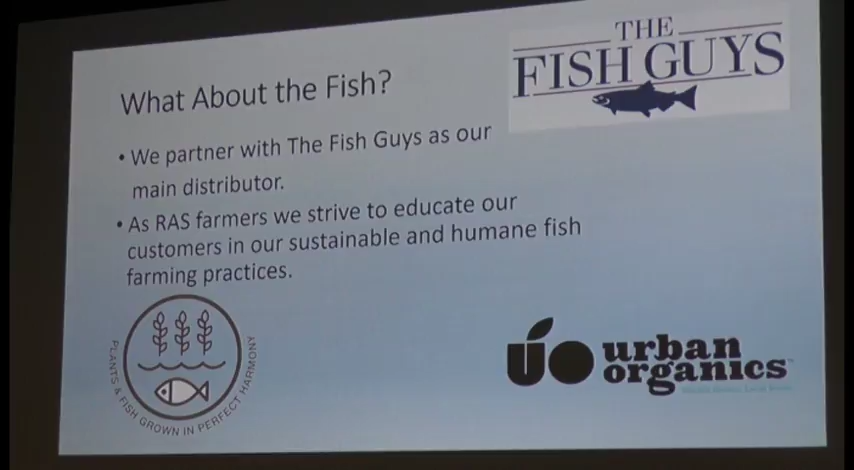 THE
FISH GUYS
What About the Fish?
• We partner with The Fish Guys as our
main distributor.
• As RAS farmers we strive to educate our
customers in our sustainable and humane fish
farming practices.
PLANTS & FISH GROWN IN PERFECT HARMONY
UO urban
organics™